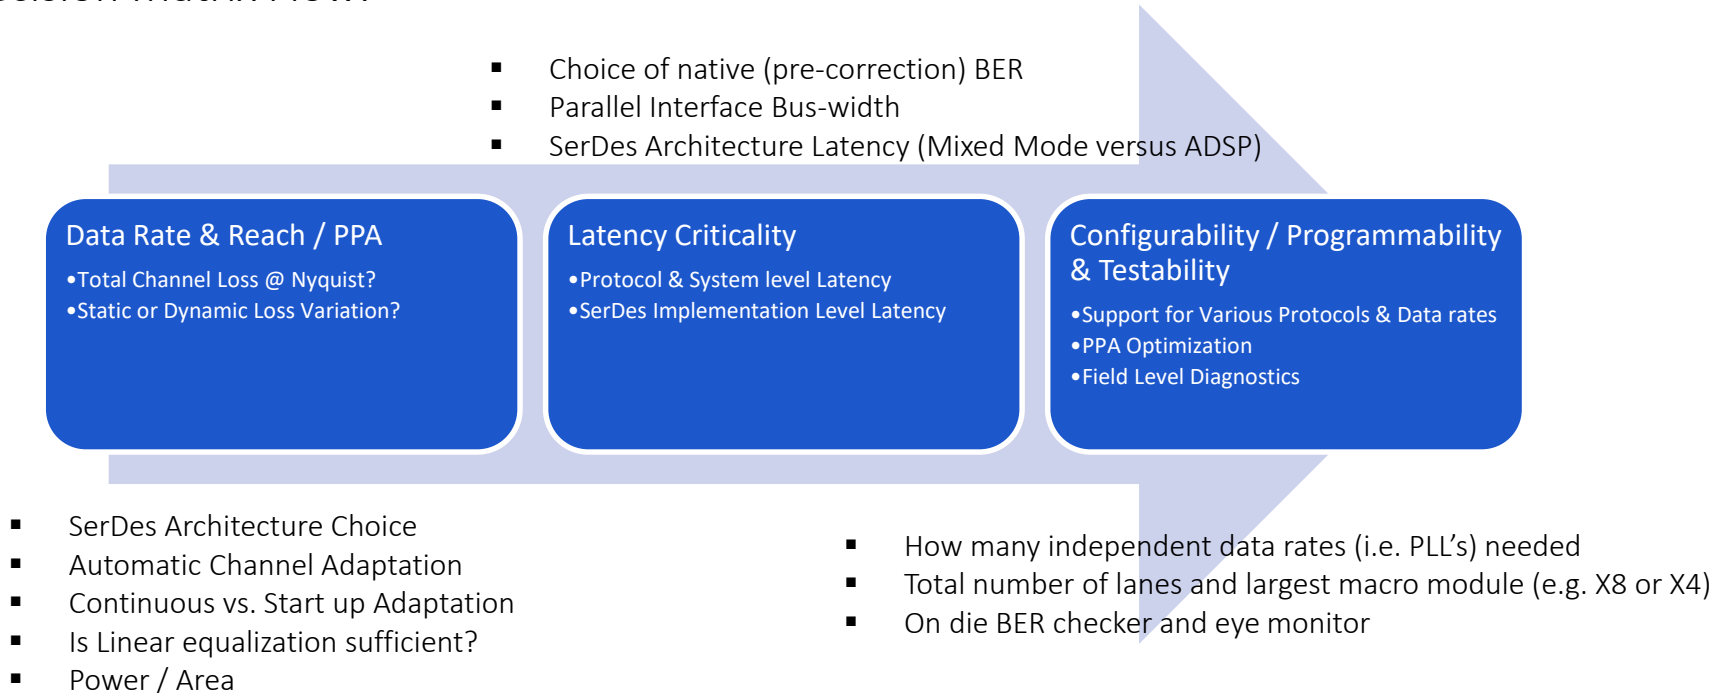 ▪ Choice of native (pre-correction) BER
▪ Parallel Interface Bus-width
▪ SerDes Architecture Latency (Mixed Mode versus ADSP)
Data Rate & Reach / PPA
•Total Channel Loss @ Nyquist?
•Static or Dynamic Loss Variation?
Latency Criticality
•Protocol & System level Latency
•SerDes Implementation Level Latency
Configurability / Programmability
& Testability
•Support for Various Protocols & Data rates
•PPA Optimization
•Field Level Diagnostics
▪ SerDes Architecture Choice
▪ Automatic Channel Adaptation
▪ Continuous vs. Start up Adaptation
▪ Is Linear equalization sufficient?
▪ Power / Area
▪ How many independent data rates (i.e. PLL’s) needed
▪ Total number of lanes and largest macro module (e.g. X8 or X4)
▪ On die BER checker and eye monitor